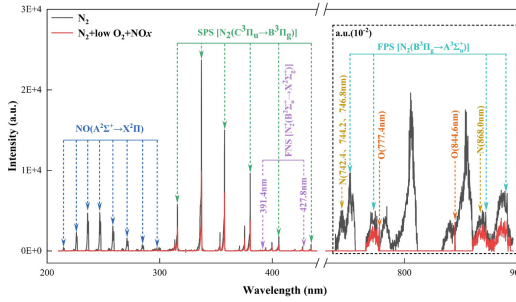 N₂
N₂+low O₂+NOx
SPS [N₂(C³Πu→B³Πg)]
a.u.(10⁻²)
FPS [N₂(B³Πg→A³Σu⁺)]
NO(A²Σ⁺→X²Π)
FNS [N₂⁺(B²Σu⁺→X²Σg⁺)]
391.4nm
427.8nm
N(742.4、744.2、746.8nm)
O(777.4nm)
O(844.6nm)
N(868.0nm)
Intensity (a.u.)
3E+4
2E+4
1E+4
0E+0
200
300
400
800
90
Wavelength (nm)